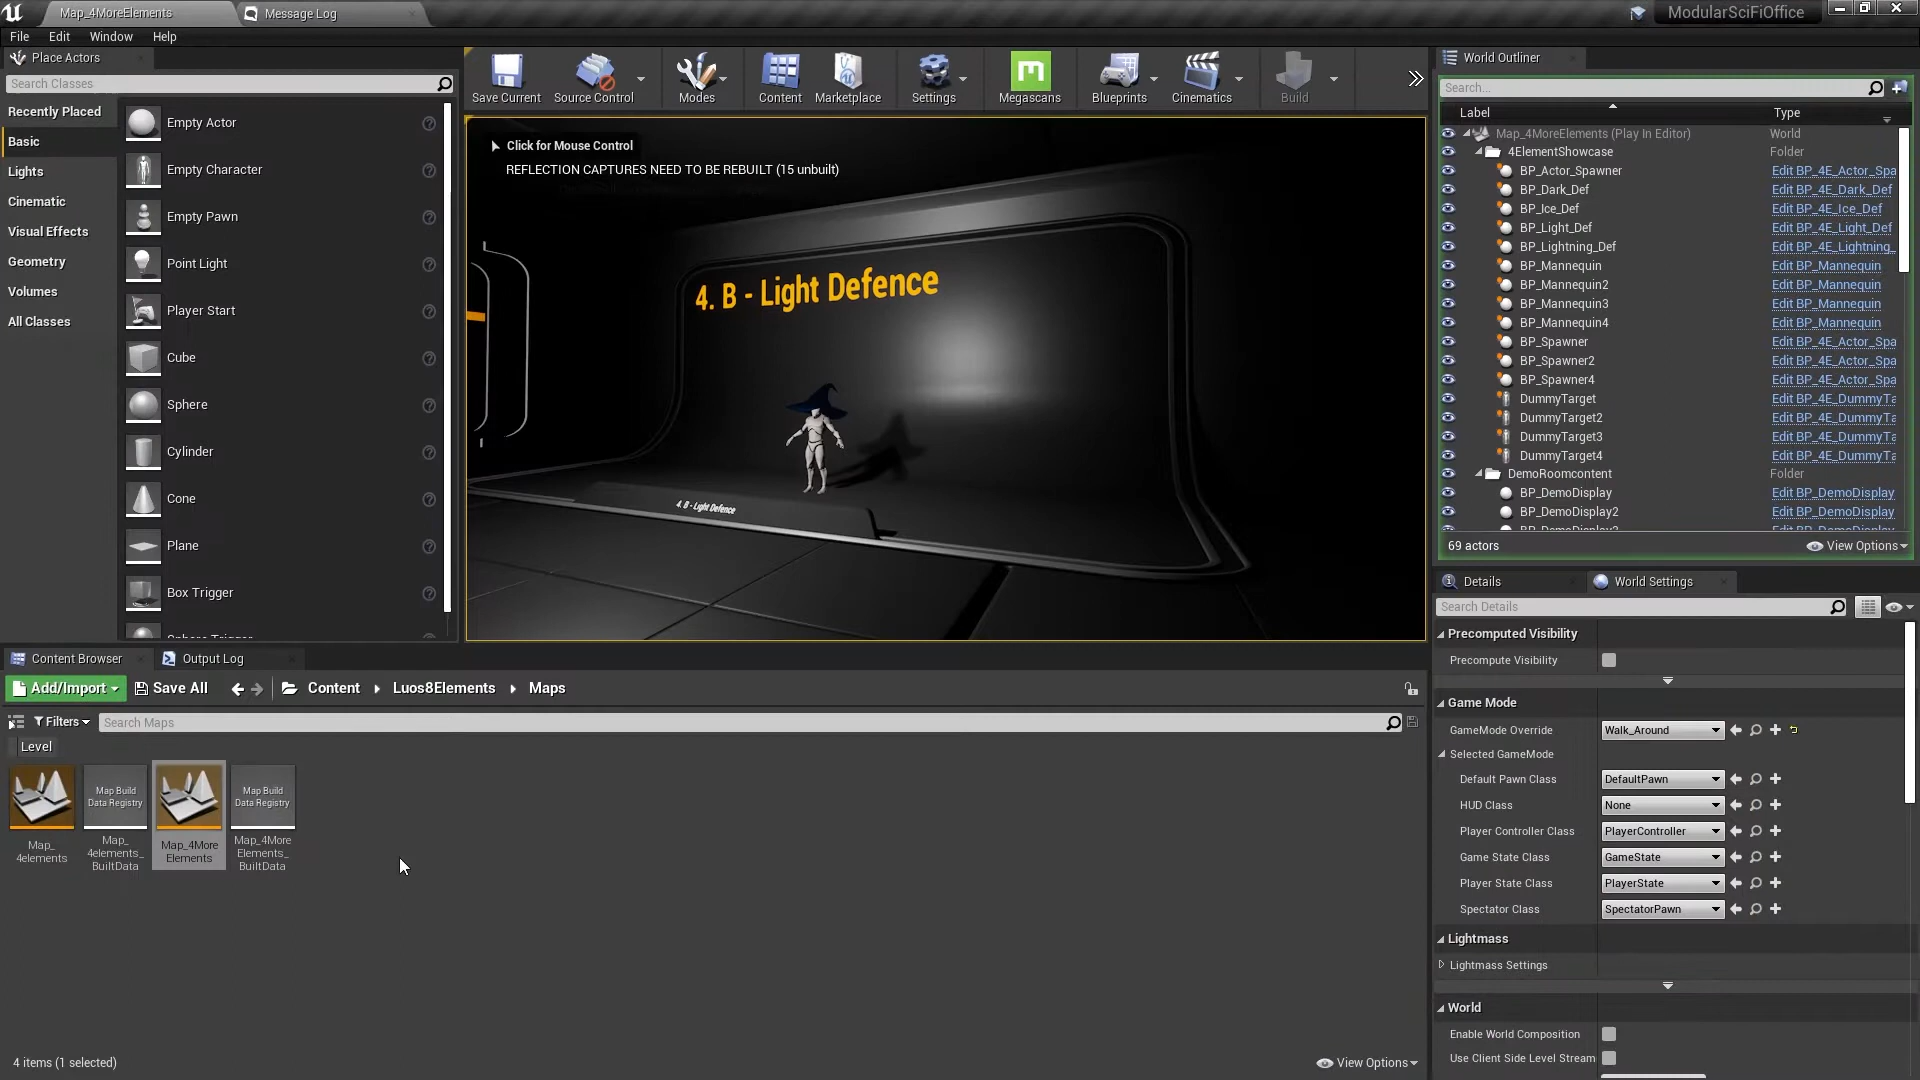 Map_4MoreElements
Message Log
ModularSciFiOffice
File Edit Window Help
Place Actors
Search Classes
Recently Placed
Basic
Lights
Cinematic
Visual Effects
Geometry
Volumes
All Classes
Empty Actor
Empty Character
Empty Pawn
Point Light
Player Start
Cube
Sphere
Cylinder
Cone
Plane
Box Trigger
Sphere Trigger
Save Current
Source Control
Modes
Content
Marketplace
Settings
Megascans
Blueprints
Cinematics
Build
Click for Mouse Control
REFLECTION CAPTURES NEED TO BE REBUILT (15 unbuilt)
4. B - Light Defence
4. B - Light Defence
World Outliner
Search...
Label Type
Map_4MoreElements (Play In Editor) World
4ElementShowcase Folder
BP_Actor_Spawner Edit BP_4E_Actor_Spa
BP_Dark_Def Edit BP_4E_Dark_Def
BP_Ice_Def Edit BP_4E_Ice_Def
BP_Light_Def Edit BP_4E_Light_Def
BP_Lightning_Def Edit BP_4E_Lightning_
BP_Mannequin Edit BP_Mannequin
BP_Mannequin2 Edit BP_Mannequin
BP_Mannequin3 Edit BP_Mannequin
BP_Mannequin4 Edit BP_Mannequin
BP_Spawner Edit BP_4E_Actor_Spa
BP_Spawner2 Edit BP_4E_Actor_Spa
BP_Spawner4 Edit BP_4E_Actor_Spa
DummyTarget Edit BP_4E_DummyTa
DummyTarget2 Edit BP_4E_DummyTa
DummyTarget3 Edit BP_4E_DummyTa
DummyTarget4 Edit BP_4E_DummyTa
DemoRoomcontent Folder
BP_DemoDisplay Edit BP_DemoDisplay
BP_DemoDisplay2 Edit BP_DemoDisplay
BP_DemoDisplay3 Edit BP_DemoDisplay
69 actors
View Options
Details
World Settings
Search Details
Precomputed Visibility
Precompute Visibility
Game Mode
GameMode Override Walk_Around
Selected GameMode
Default Pawn Class DefaultPawn
HUD Class None
Player Controller Class PlayerController
Game State Class GameState
Player State Class PlayerState
Spectator Class SpectatorPawn
Lightmass
Lightmass Settings
World
Enable World Composition
Use Client Side Level Stream
Content Browser
Output Log
Add/Import
Save All
Content
Luos8Elements
Maps
Filters
Search Maps
Level
Map_
4elements
Map Build
Data Registry
Map_
4elements_
BuiltData
Map_4More
Elements
Map Build
Data Registry
Map_4More
Elements_
BuiltData
4 items (1 selected)
View Options